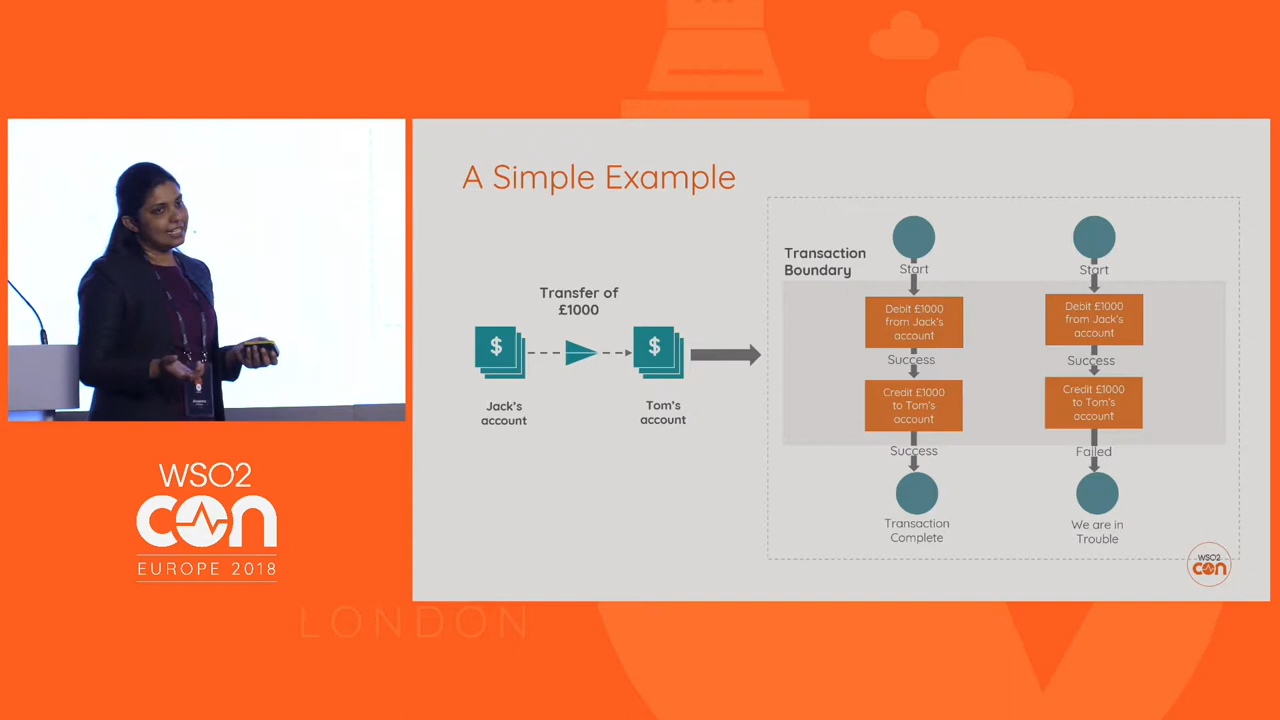 A Simple Example
Transfer of
£1000
$
$
Jack's
account
Tom's
account
Transaction
Boundary
Start
Debit £1000
from Jack's
account
Success
Credit £1000
to Tom's
account
Success
Transaction
Complete
Start
Debit £1000
from Jack's
account
Success
Credit £1000
to Tom's
account
Failed
We are in
Trouble
WSO2
CON
WSO2
CON
EUROPE 2018
LONDON